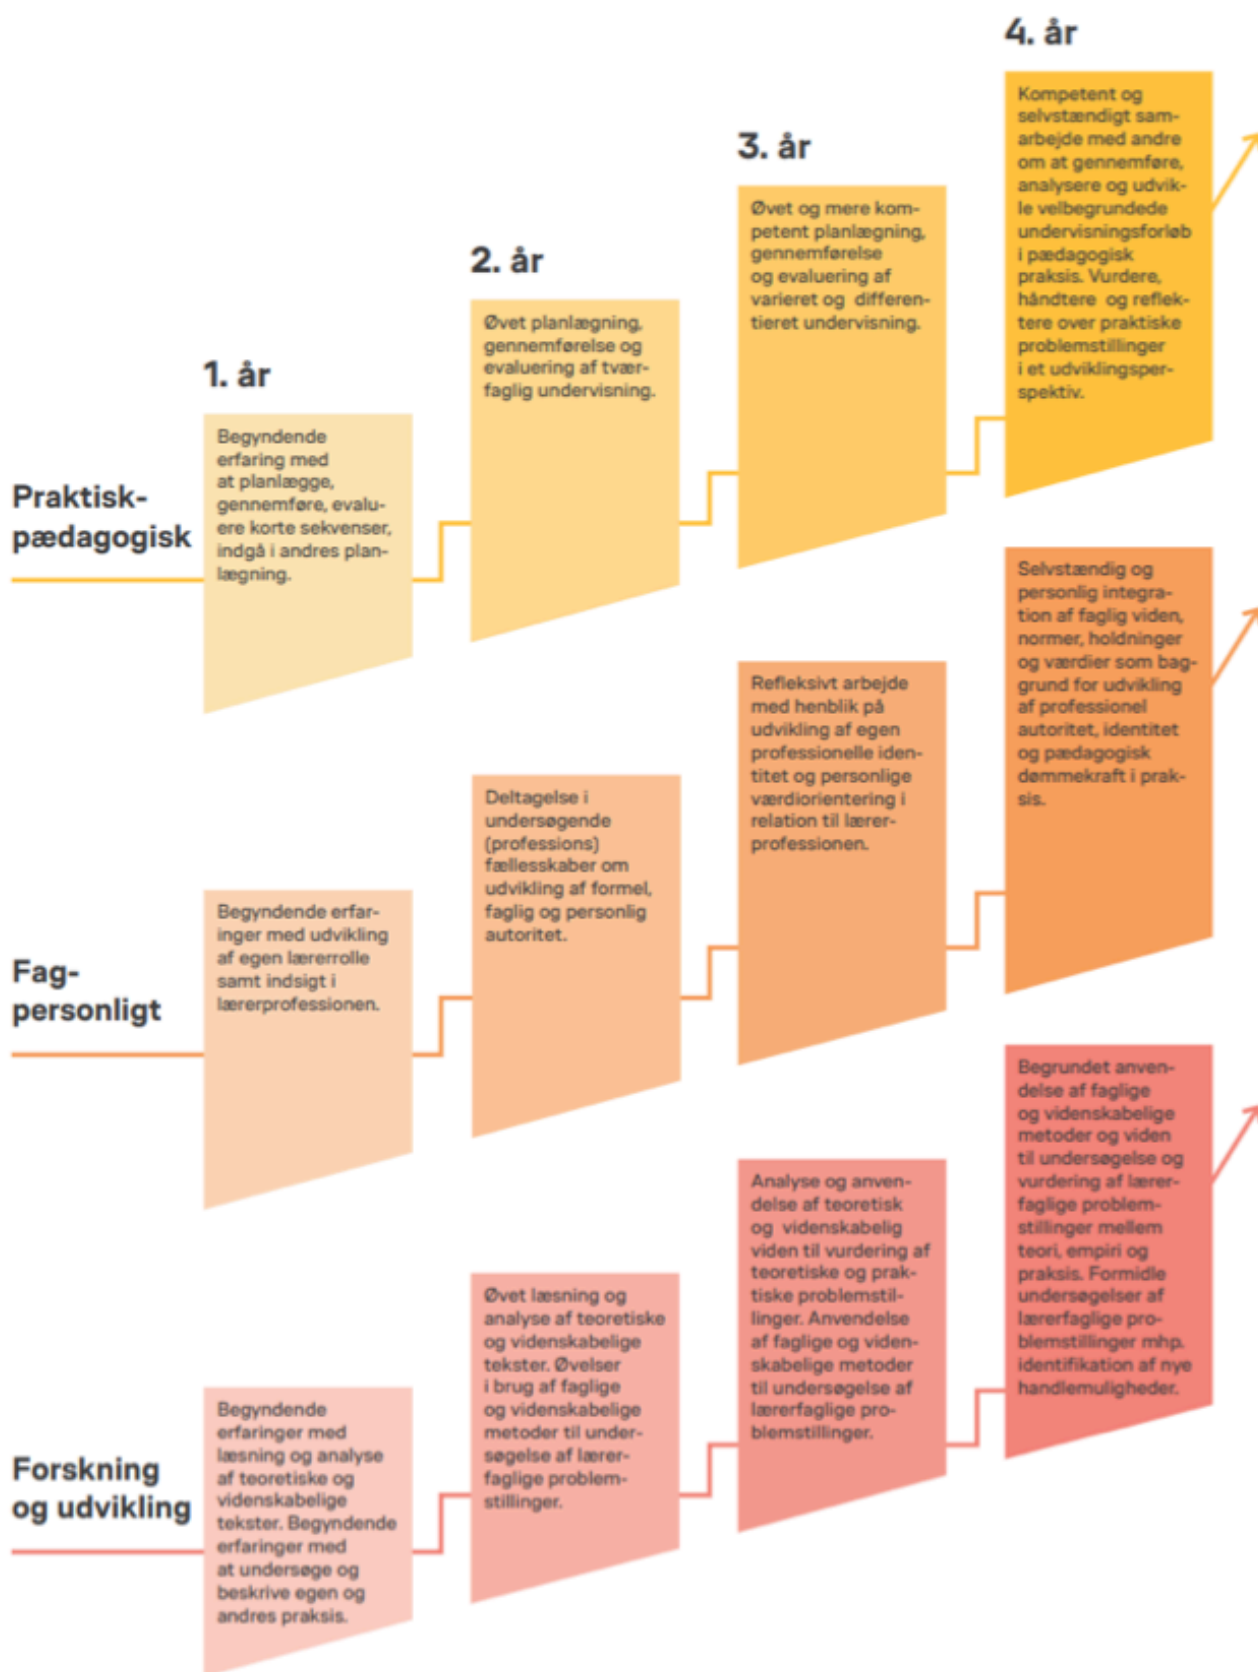 4. år
3. år
2. år
1. år
Praktisk-
pædagogisk
Begyndende
erfaring med
at planlægge,
gennemføre, evalu-
ere korte sekvenser,
indgå i andres plan-
lægning.
Øvet planlægning,
gennemførelse og
evaluering af tvær-
faglig undervisning.
Øvet og mere kom-
petent planlægning,
gennemførelse
og evaluering af
varieret og differen-
tieret undervisning.
Kompetent og
selvstændigt sam-
arbejde med andre
om at gennemføre,
analysere og udvik-
le velbegrundede
undervisningsforløb
i pædagogisk
praksis. Vurdere,
håndtere og reflek-
tere over praktiske
problemstillinger
i et udviklingsper-
spektiv.
Fag-
personligt
Begyndende erfar-
inger med udvikling
af egen lærerrolle
samt indsigt i
lærerprofessionen.
Deltagelse i
undersøgende
(professions)
fællesskaber om
udvikling af formel,
faglig og personlig
autoritet.
Refleksivt arbejde
med henblik på
udvikling af egen
professionelle iden-
titet og personlige
værdiorientering i
relation til lærer-
professionen.
Selvstændig og
personlig integra-
tion af faglig viden,
normer, holdninger
og værdier som bag-
grund for udvikling
af professionel
autoritet, identitet
og pædagogisk
dømmekraft i prak-
sis.
Forskning
og udvikling
Begyndende
erfaringer med
læsning og analyse
af teoretiske og
videnskabelige
tekster. Begyndende
erfaringer med
at undersøge og
beskrive egen og
andres praksis.
Øvet læsning og
analyse af teoretiske
og videnskabelige
tekster. Øvelser
i brug af faglige
og videnskabelige
metoder til under-
søgelse af lærer-
faglige problem-
stillinger.
Analyse og anven-
delse af teoretisk
og videnskabelig
viden til vurdering af
teoretiske og prak-
tiske problemstil-
linger. Anvendelse
af faglige og viden-
skabelige metoder
til undersøgelse af
lærerfaglige pro-
blemstillinger.
Begrundet anven-
delse af faglige
og videnskabelige
metoder og viden
til undersøgelse og
vurdering af lærer-
faglige problem-
stillinger mellem
teori, empiri og
praksis. Formidle
undersøgelser af
lærerfaglige pro-
blemstillinger mhp.
identifikation af nye
handlemuligheder.